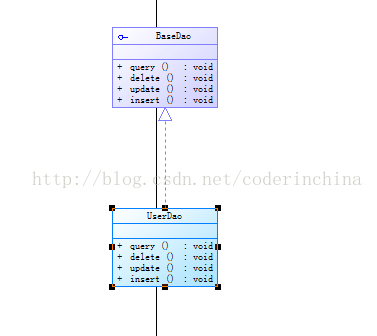 BaseDao
+ query () : void
+ delete () : void
+ update () : void
+ insert () : void
http://blog.csdn.net/coderinchina
UserDao
+ query () : void
+ delete () : void
+ update () : void
+ insert () : void